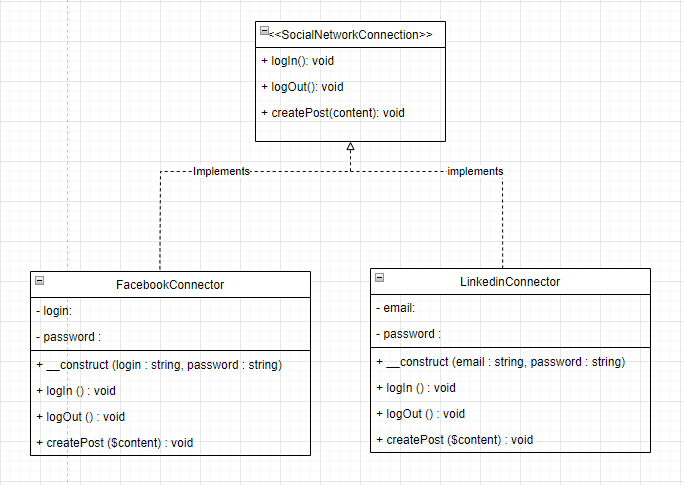 <<SocialNetworkConnection>>
+ logIn(): void
+ logOut(): void
+ createPost(content): void
Implements
implements
FacebookConnector
- login:
- password :
+ __construct (login : string, password : string)
+ logIn () : void
+ logOut () : void
+ createPost ($content) : void
LinkedinConnector
- email:
- password :
+ __construct (email : string, password : string)
+ logIn () : void
+ logOut () : void
+ createPost ($content) : void